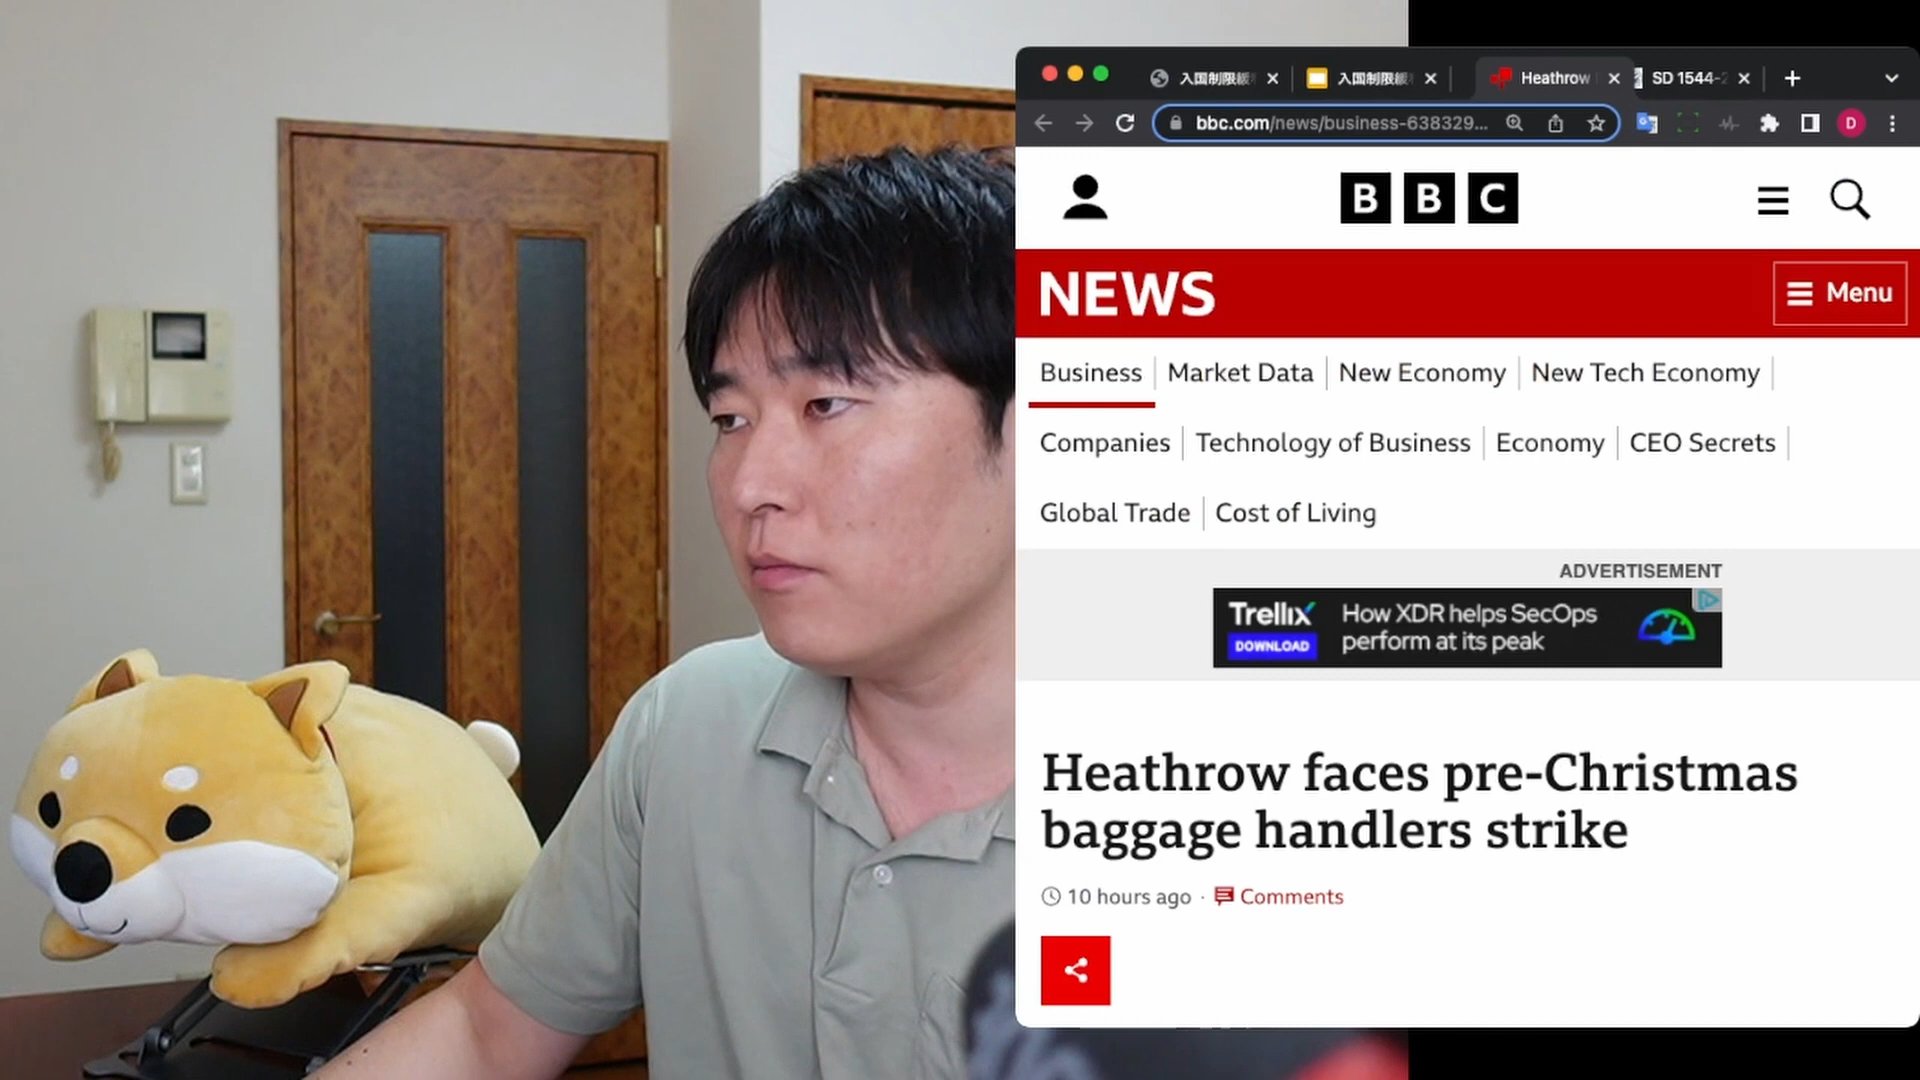 入国制限緩
入国制限緩
Heathrow
SD 1544-2
bbc.com/news/business-638329...
D
BBC
NEWS
Menu
Business
Market Data
New Economy
New Tech Economy
Companies
Technology of Business
Economy
CEO Secrets
Global Trade
Cost of Living
ADVERTISEMENT
Trellix
DOWNLOAD
How XDR helps SecOps
perform at its peak
Heathrow faces pre-Christmas
baggage handlers strike
10 hours ago · Comments